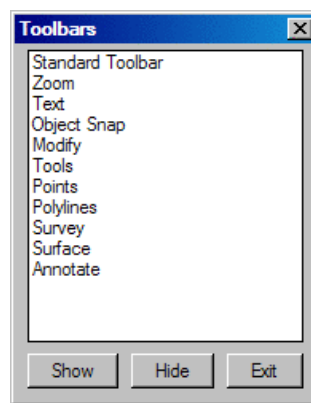 Toolbars
Standard Toolbar
Zoom
Text
Object Snap
Modify
Tools
Points
Polylines
Survey
Surface
Annotate
Show Hide Exit